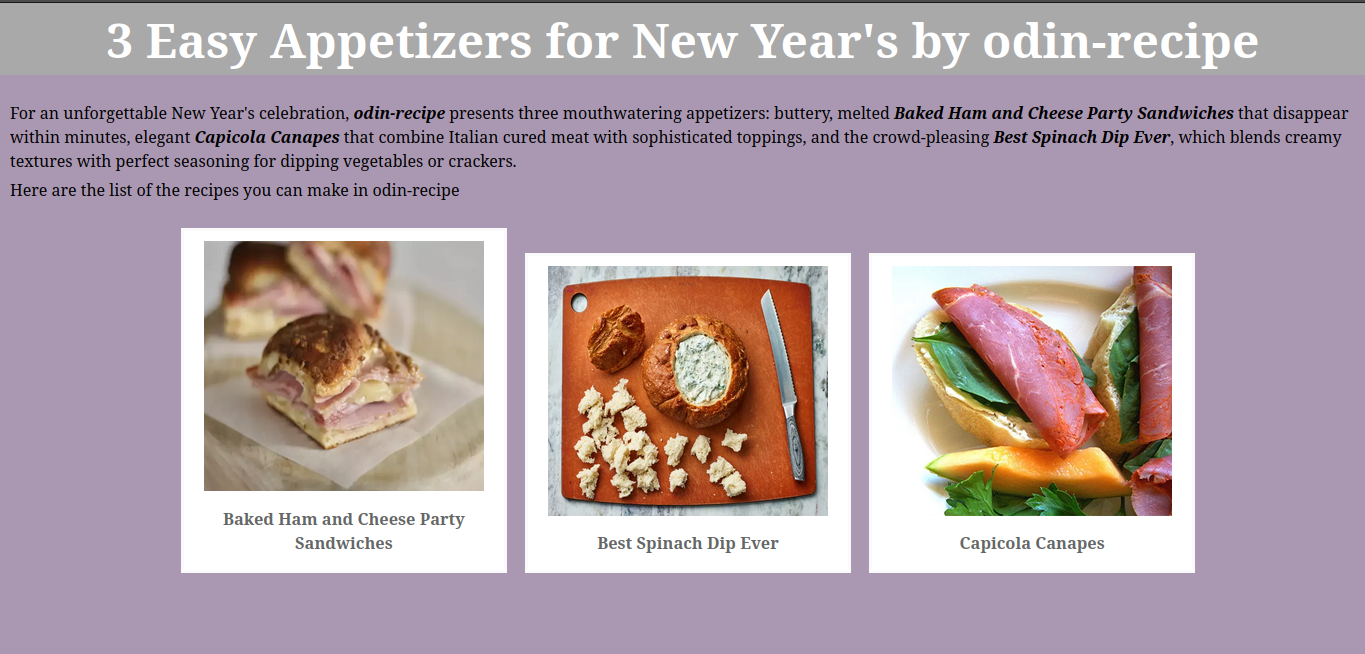 3 Easy Appetizers for New Year's by odin-recipe
For an unforgettable New Year's celebration, odin-recipe presents three mouthwatering appetizers: buttery, melted Baked Ham and Cheese Party Sandwiches that disappear
within minutes, elegant Capicola Canapes that combine Italian cured meat with sophisticated toppings, and the crowd-pleasing Best Spinach Dip Ever, which blends creamy
textures with perfect seasoning for dipping vegetables or crackers.
Here are the list of the recipes you can make in odin-recipe
Baked Ham and Cheese Party
Sandwiches
Best Spinach Dip Ever
Capicola Canapes